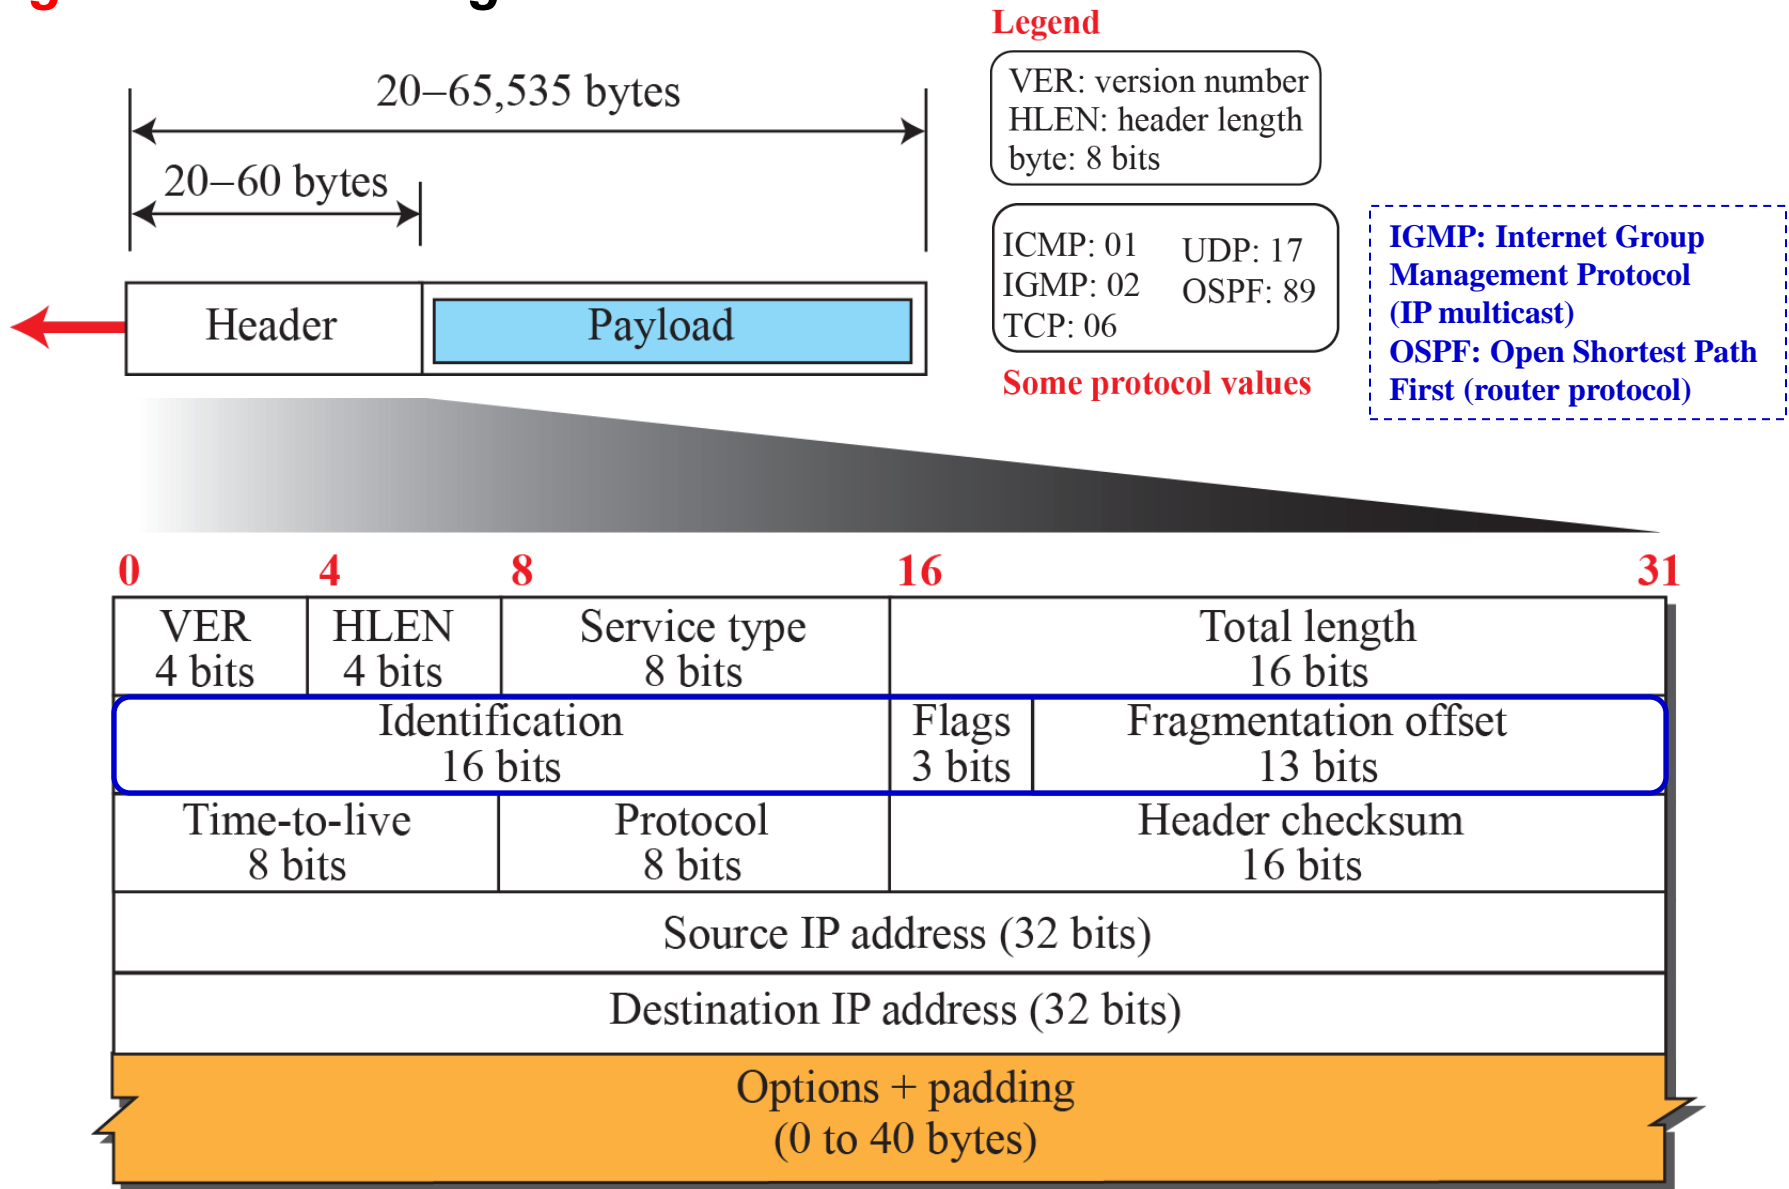 Legend
20–65,535 bytes
VER: version number
HLEN: header length
byte: 8 bits
20–60 bytes
ICMP: 01 UDP: 17
IGMP: 02 OSPF: 89
TCP: 06
Some protocol values
IGMP: Internet Group
Management Protocol
(IP multicast)
OSPF: Open Shortest Path
First (router protocol)
Header Payload
0 4 8 16 31
VER HLEN Service type Total length
4 bits 4 bits 8 bits 16 bits
Identification Flags Fragmentation offset
16 bits 3 bits 13 bits
Time-to-live Protocol Header checksum
8 bits 8 bits 16 bits
Source IP address (32 bits)
Destination IP address (32 bits)
Options + padding
(0 to 40 bytes)